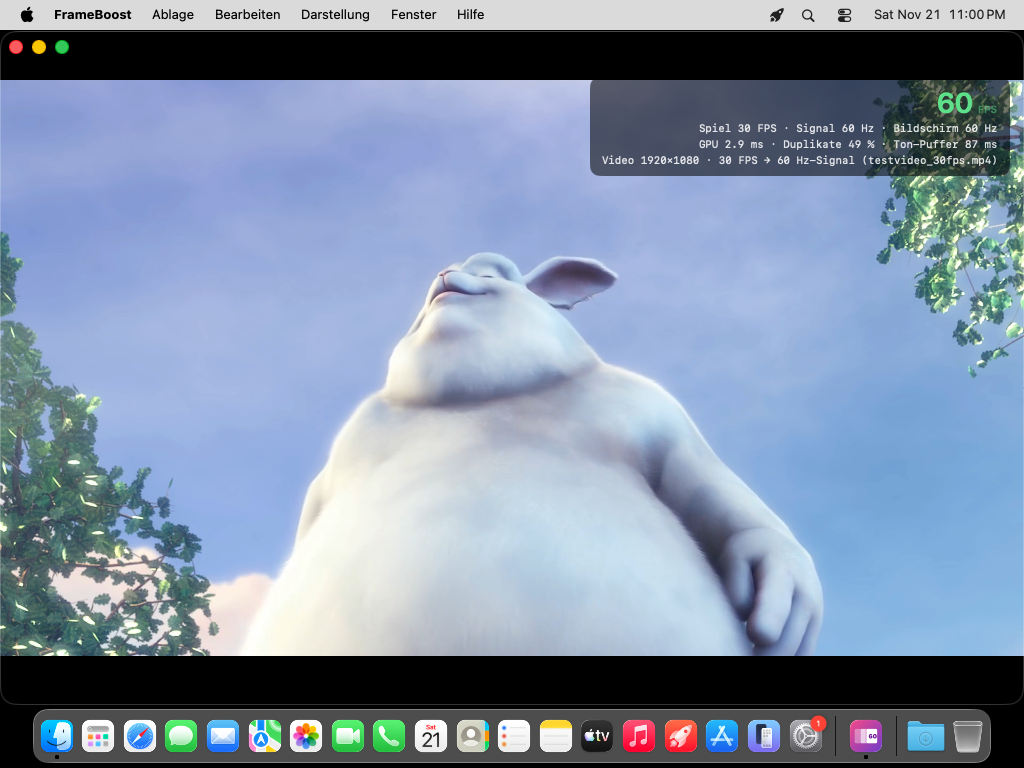 FrameBoost Ablage Bearbeiten Darstellung Fenster Hilfe Sat Nov 21 11:00 PM
60 FPS
Spiel 30 FPS · Signal 60 Hz · Bildschirm 60 Hz
GPU 2.9 ms · Duplikate 49 % · Ton-Puffer 87 ms
Video 1920×1080 · 30 FPS → 60 Hz-Signal (testvideo_30fps.mp4)
Sat
21
tv
1
60